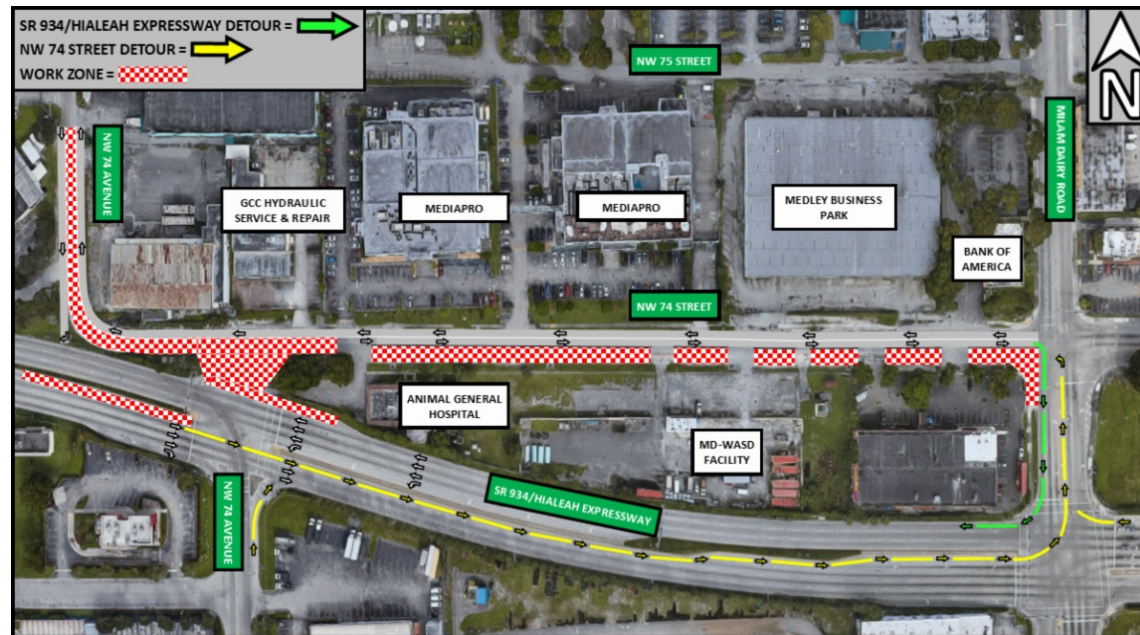 SR 934/HIALEAH EXPRESSWAY DETOUR =
NW 74 STREET DETOUR =
WORK ZONE =
N
NW 75 STREET
NW 74 AVENUE
MILAM DAIRY ROAD
GCC HYDRAULIC
SERVICE & REPAIR
MEDIAPRO
MEDIAPRO
MEDLEY BUSINESS
PARK
BANK OF
AMERICA
NW 74 STREET
ANIMAL GENERAL
HOSPITAL
MD-WASD
FACILITY
SR 934/HIALEAH EXPRESSWAY
NW 74 AVENUE